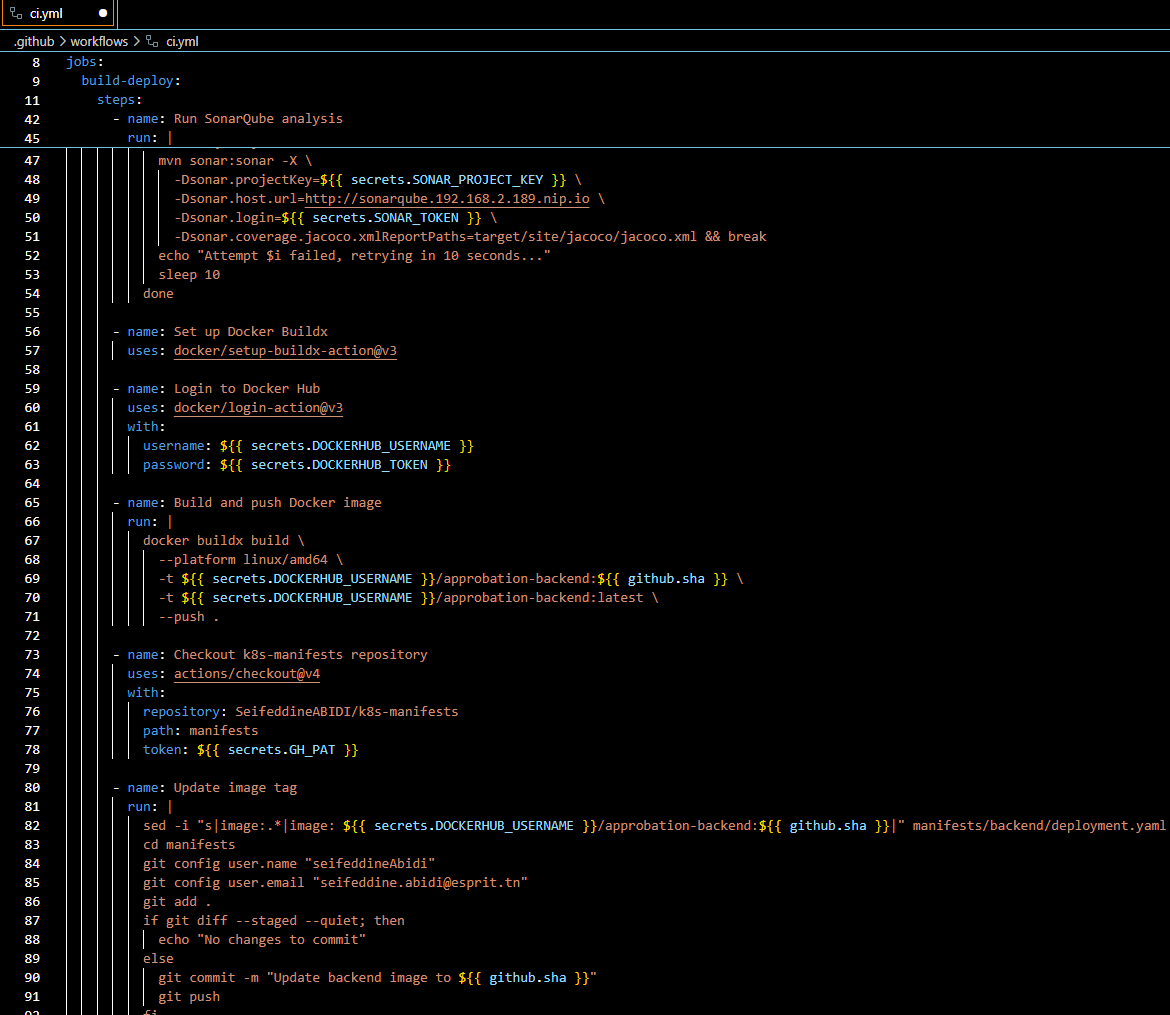 ci.yml
.github > workflows > ci.yml
8 jobs:
9 build-deploy:
11 steps:
42 - name: Run SonarQube analysis
45 run: |
47 mvn sonar:sonar -X \
48 -Dsonar.projectKey=${{ secrets.SONAR_PROJECT_KEY }} \
49 -Dsonar.host.url=http://sonarqube.192.168.2.189.nip.io \
50 -Dsonar.login=${{ secrets.SONAR_TOKEN }} \
51 -Dsonar.coverage.jacoco.xmlReportPaths=target/site/jacoco/jacoco.xml && break
52 echo "Attempt $i failed, retrying in 10 seconds..."
53 sleep 10
54 done
55
56 - name: Set up Docker Buildx
57 uses: docker/setup-buildx-action@v3
58
59 - name: Login to Docker Hub
60 uses: docker/login-action@v3
61 with:
62 username: ${{ secrets.DOCKERHUB_USERNAME }}
63 password: ${{ secrets.DOCKERHUB_TOKEN }}
64
65 - name: Build and push Docker image
66 run: |
67 docker buildx build \
68 --platform linux/amd64 \
69 -t ${{ secrets.DOCKERHUB_USERNAME }}/approbation-backend:${{ github.sha }} \
70 -t ${{ secrets.DOCKERHUB_USERNAME }}/approbation-backend:latest \
71 --push .
72
73 - name: Checkout k8s-manifests repository
74 uses: actions/checkout@v4
75 with:
76 repository: SeifeddineABIDI/k8s-manifests
77 path: manifests
78 token: ${{ secrets.GH_PAT }}
79
80 - name: Update image tag
81 run: |
82 sed -i "s|image:.*|image: ${{ secrets.DOCKERHUB_USERNAME }}/approbation-backend:${{ github.sha }}|" manifests/backend/deployment.yaml
83 cd manifests
84 git config user.name "seifeddineAbidi"
85 git config user.email "seifeddine.abidi@esprit.tn"
86 git add .
87 if git diff --staged --quiet; then
88 echo "No changes to commit"
89 else
90 git commit -m "Update backend image to ${{ github.sha }}"
91 git push
92 fi